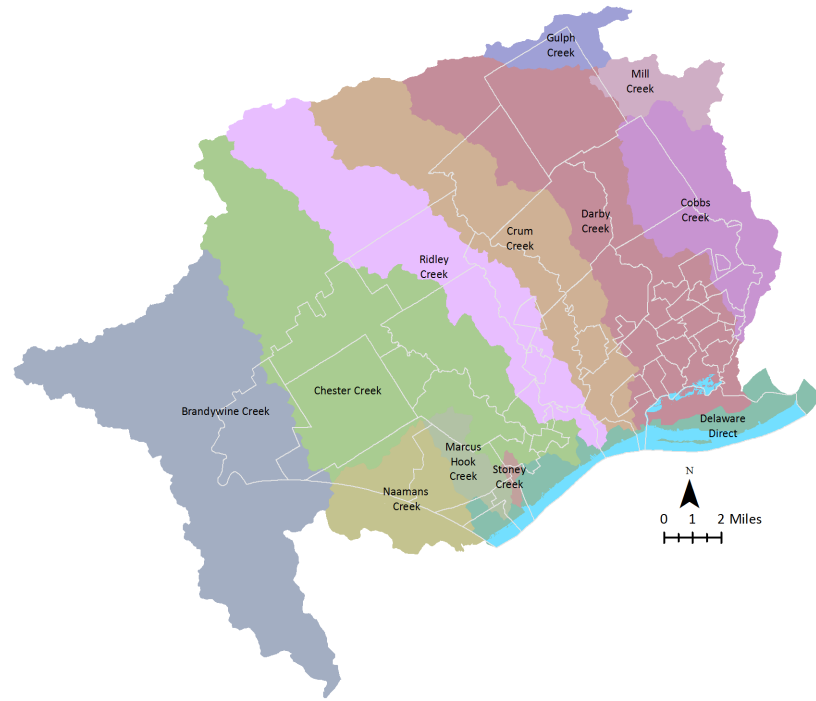 Gulph
Creek
Mill
Creek
Cobbs
Creek
Darby
Creek
Crum
Creek
Ridley
Creek
Chester Creek
Brandywine Creek
Delaware
Direct
Marcus
Hook
Creek
Stoney
Creek
Naamans
Creek
N
0 1 2 Miles